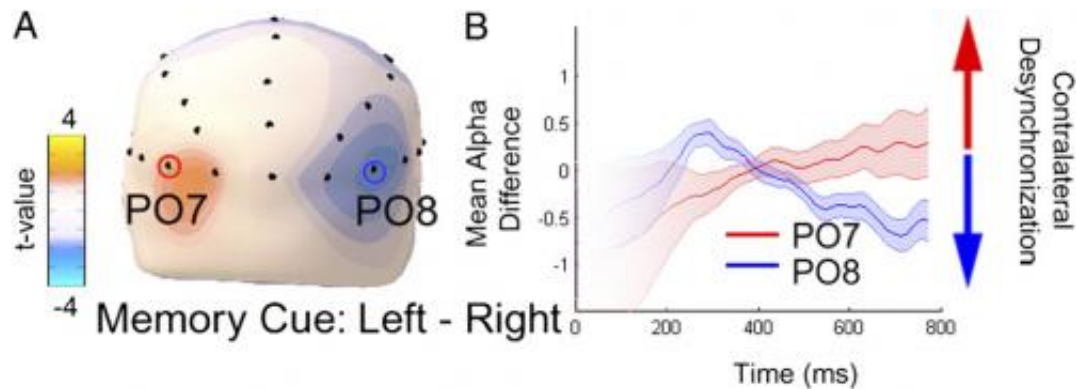 A
4
t-value
-4
PO7
PO8
Memory Cue: Left - Right
B
Mean Alpha
Difference
1
0.5
0
-0.5
-1
PO7
PO8
0
200
400
600
800
Time (ms)
Contralateral
Desynchronization